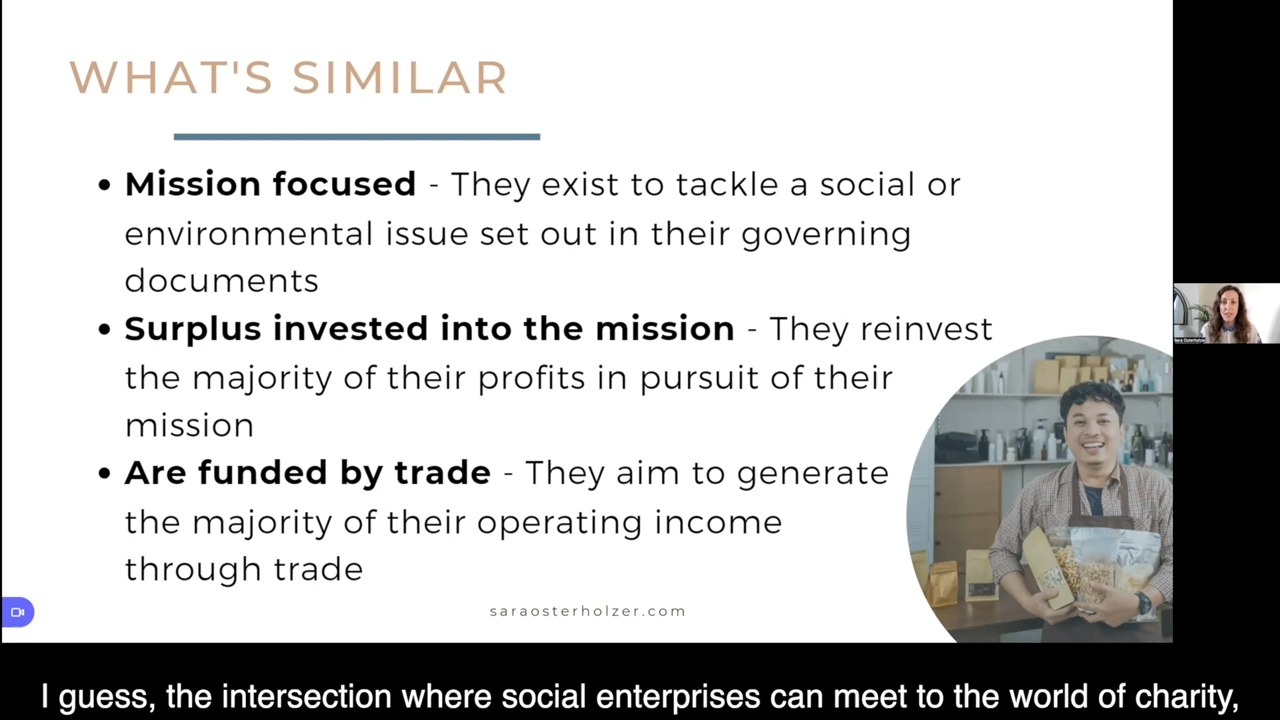 WHAT'S SIMILAR
• Mission focused - They exist to tackle a social or
environmental issue set out in their governing
documents
• Surplus invested into the mission - They reinvest
the majority of their profits in pursuit of their
mission
• Are funded by trade - They aim to generate
the majority of their operating income
through trade
saraosterholzer.com
Sara Osterholzer
I guess, the intersection where social enterprises can meet to the world of charity,